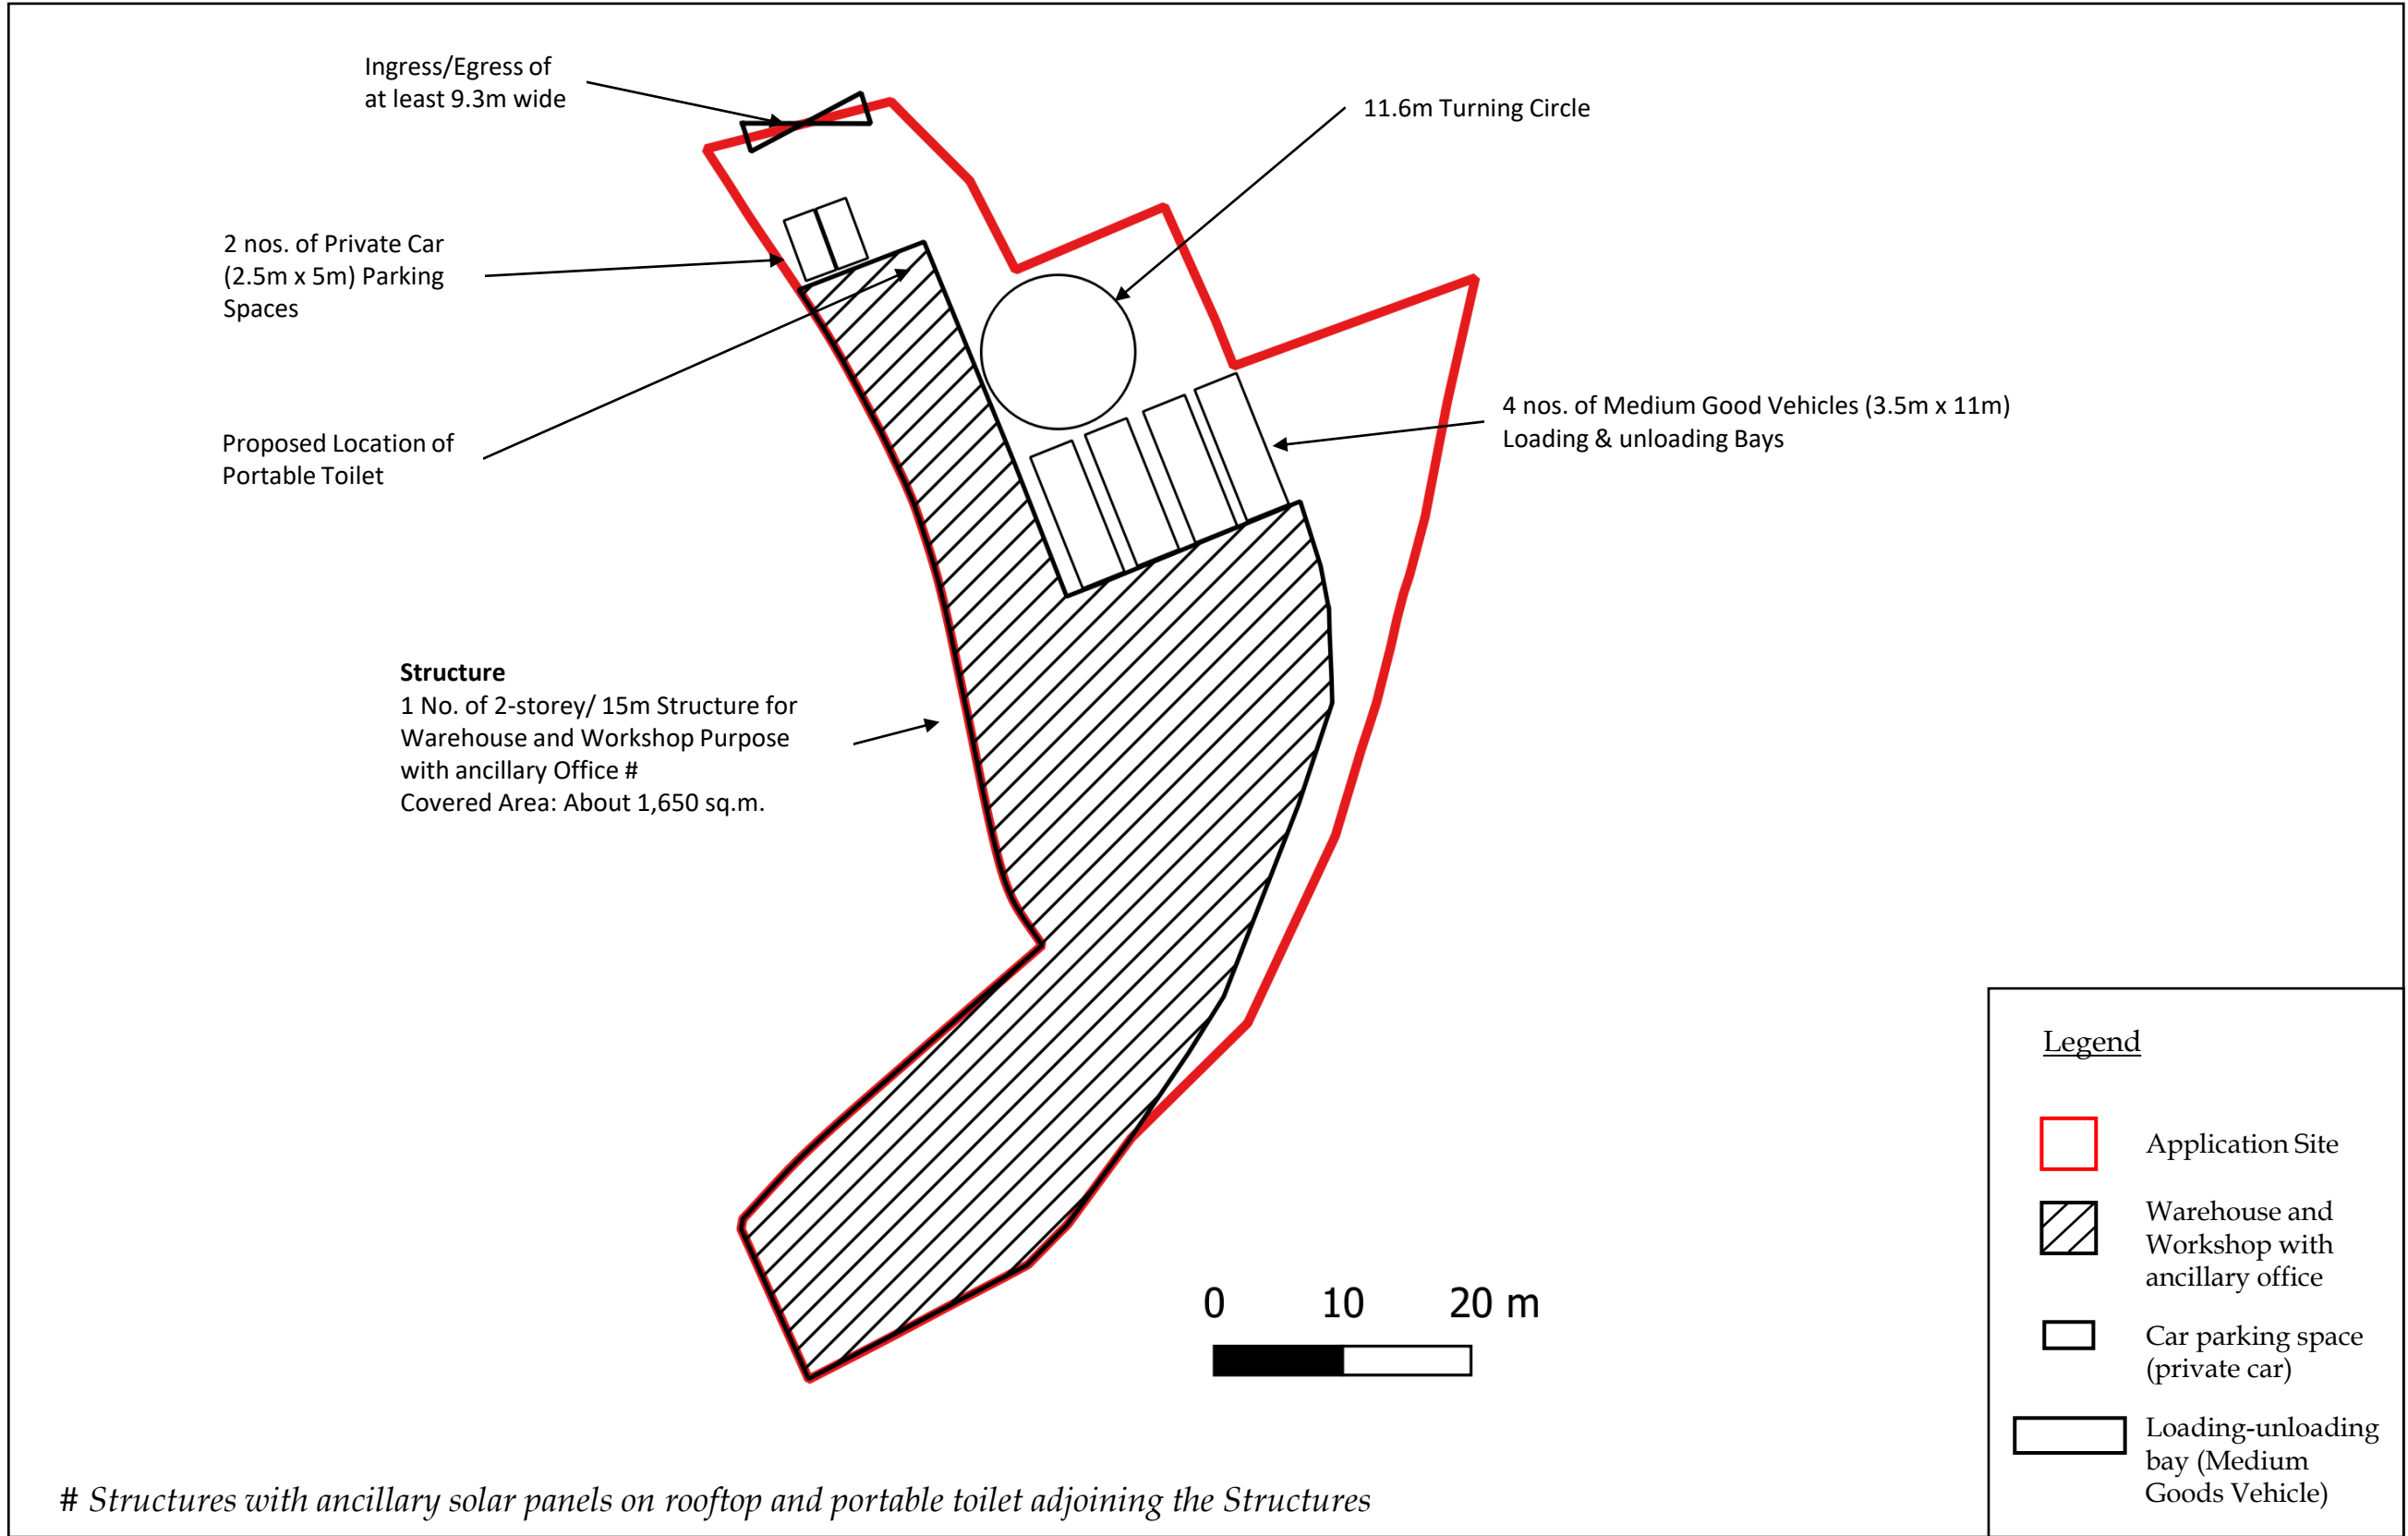 Ingress/Egress of
at least 9.3m wide
11.6m Turning Circle
2 nos. of Private Car
(2.5m x 5m) Parking
Spaces
4 nos. of Medium Good Vehicles (3.5m x 11m)
Loading & unloading Bays
Proposed Location of
Portable Toilet
Structure
1 No. of 2-storey/ 15m Structure for
Warehouse and Workshop Purpose
with ancillary Office #
Covered Area: About 1,650 sq.m.
0 10 20 m
Legend
Application Site
Warehouse and
Workshop with
ancillary office
Car parking space
(private car)
Loading-unloading
bay (Medium
Goods Vehicle)
# Structures with ancillary solar panels on rooftop and portable toilet adjoining the Structures